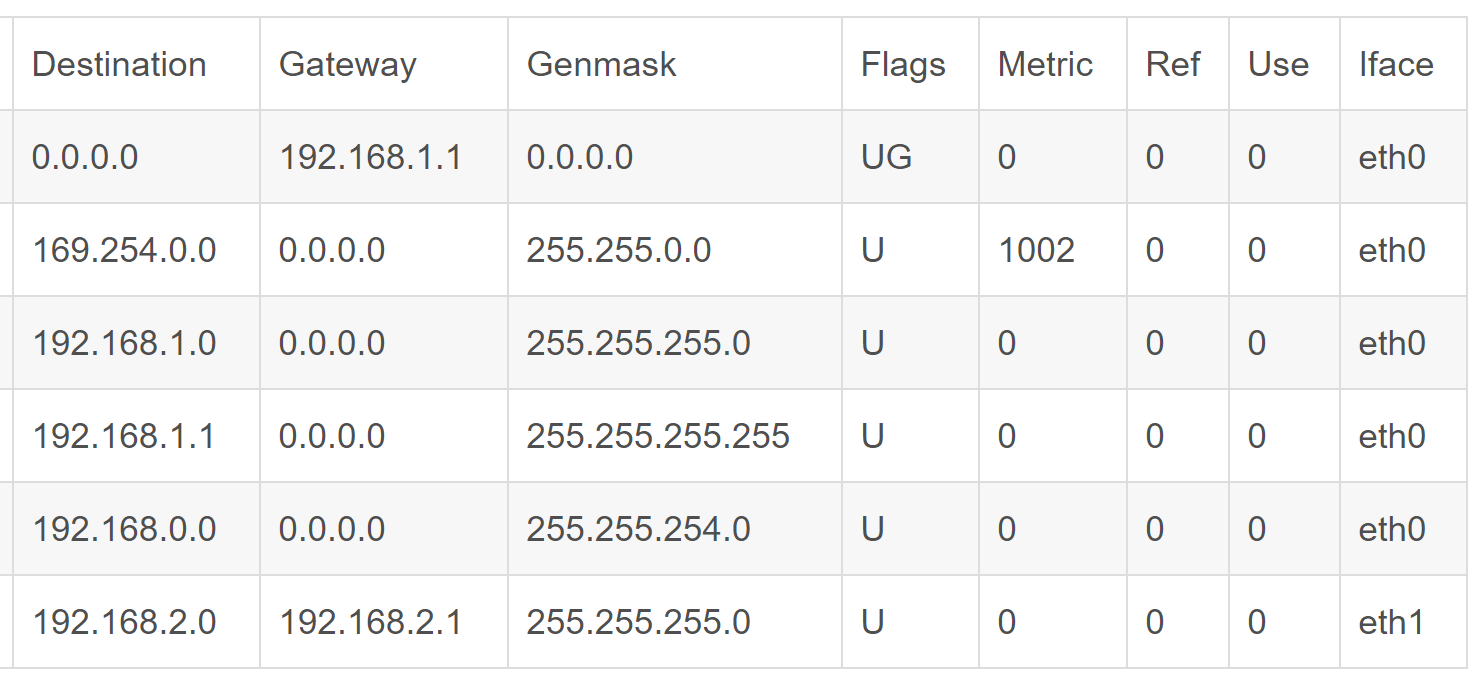 Destination Gateway Genmask Flags Metric Ref Use Iface
0.0.0.0 192.168.1.1 0.0.0.0 UG 0 0 0 eth0
169.254.0.0 0.0.0.0 255.255.0.0 U 1002 0 0 eth0
192.168.1.0 0.0.0.0 255.255.255.0 U 0 0 0 eth0
192.168.1.1 0.0.0.0 255.255.255.255 U 0 0 0 eth0
192.168.0.0 0.0.0.0 255.255.254.0 U 0 0 0 eth0
192.168.2.0 192.168.2.1 255.255.255.0 U 0 0 0 eth1